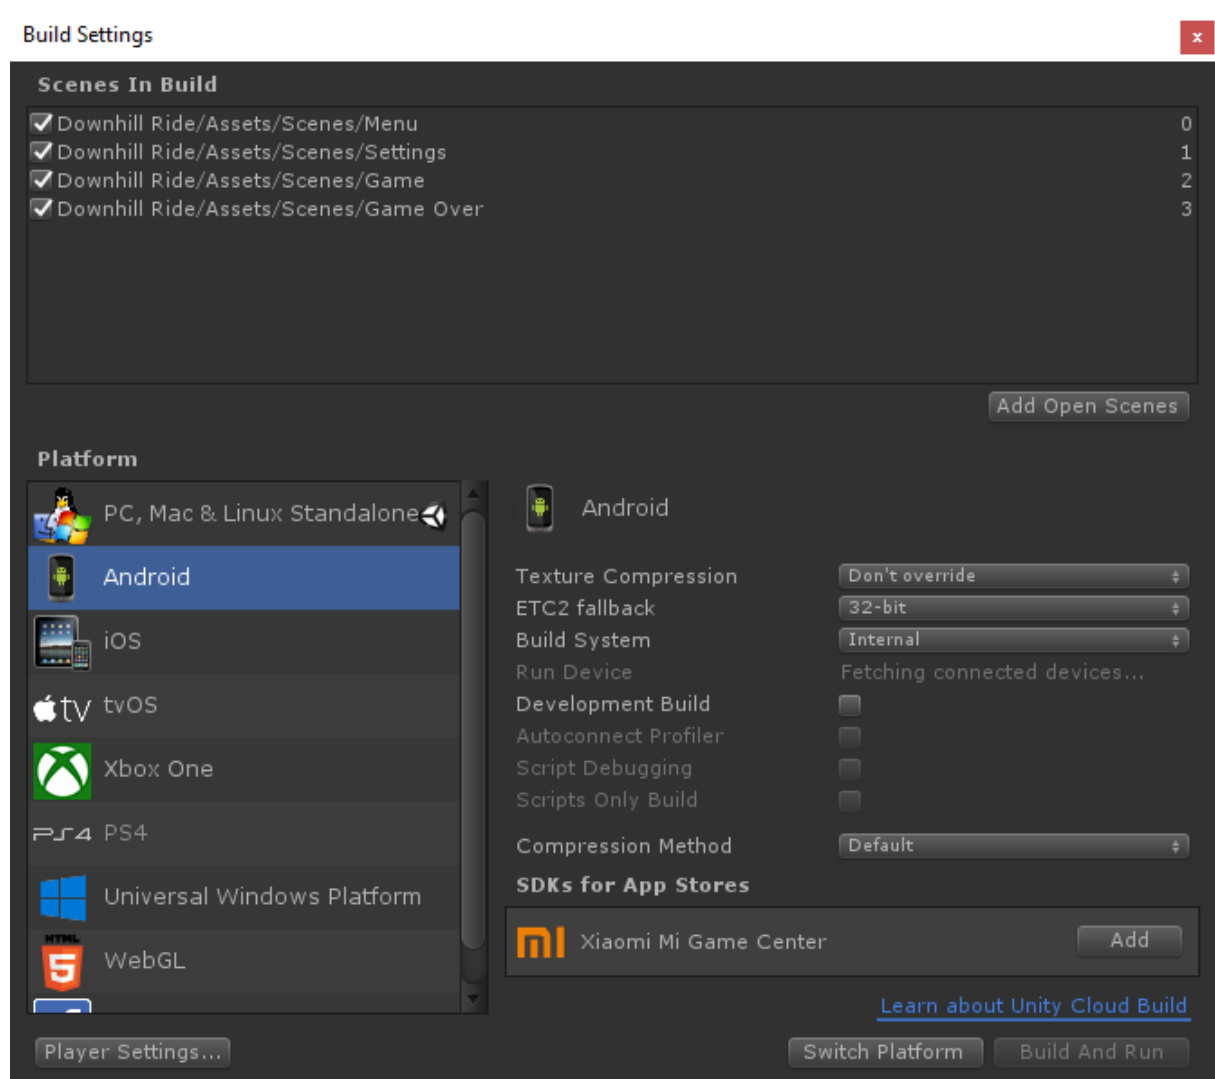 Build Settings
x
Scenes In Build
Downhill Ride/Assets/Scenes/Menu 0
Downhill Ride/Assets/Scenes/Settings 1
Downhill Ride/Assets/Scenes/Game 2
Downhill Ride/Assets/Scenes/Game Over 3
Add Open Scenes
Platform
PC, Mac & Linux Standalone
Android
iOS
tv tvOS
Xbox One
PS4 PS4
Universal Windows Platform
HTML
5 WebGL
Android
Texture Compression Don't override
ETC2 fallback 32-bit
Build System Internal
Run Device Fetching connected devices...
Development Build
Autoconnect Profiler
Script Debugging
Scripts Only Build
Compression Method Default
SDKs for App Stores
mi Xiaomi Mi Game Center Add
Learn about Unity Cloud Build
Player Settings... Switch Platform Build And Run